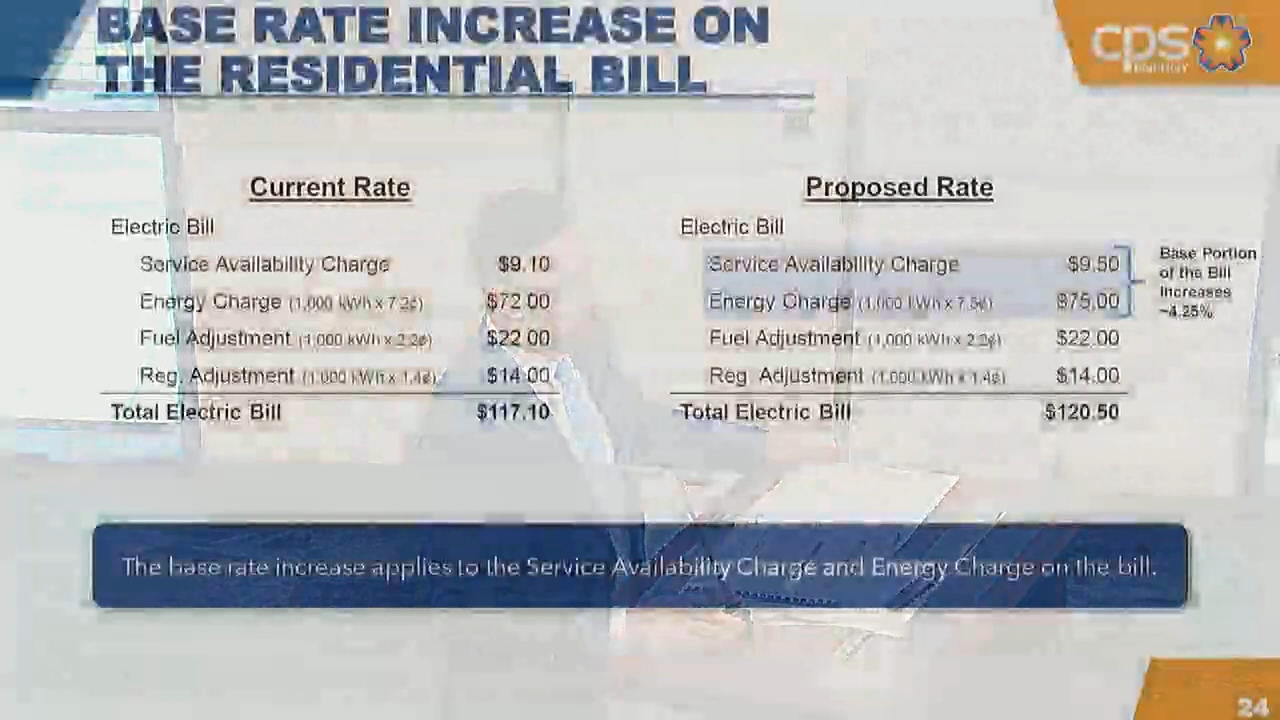 BASE RATE INCREASE ON
THE RESIDENTIAL BILL
cps
ENERGY
Current Rate
Electric Bill
Service Availability Charge $9.10
Energy Charge (1,000 kWh x 7.2¢) $72.00
Fuel Adjustment (1,000 kWh x 2.2¢) $22.00
Reg. Adjustment (1,000 kWh x 1.4¢) $14.00
Total Electric Bill $117.10
Proposed Rate
Electric Bill
Service Availability Charge $9.50
Energy Charge (1,000 kWh x 7.5¢) $75.00
Fuel Adjustment (1,000 kWh x 2.2¢) $22.00
Reg. Adjustment (1,000 kWh x 1.4¢) $14.00
Total Electric Bill $120.50
Base Portion
of the Bill
Increases
~4.25%
The base rate increase applies to the Service Availability Charge and Energy Charge on the bill.
24